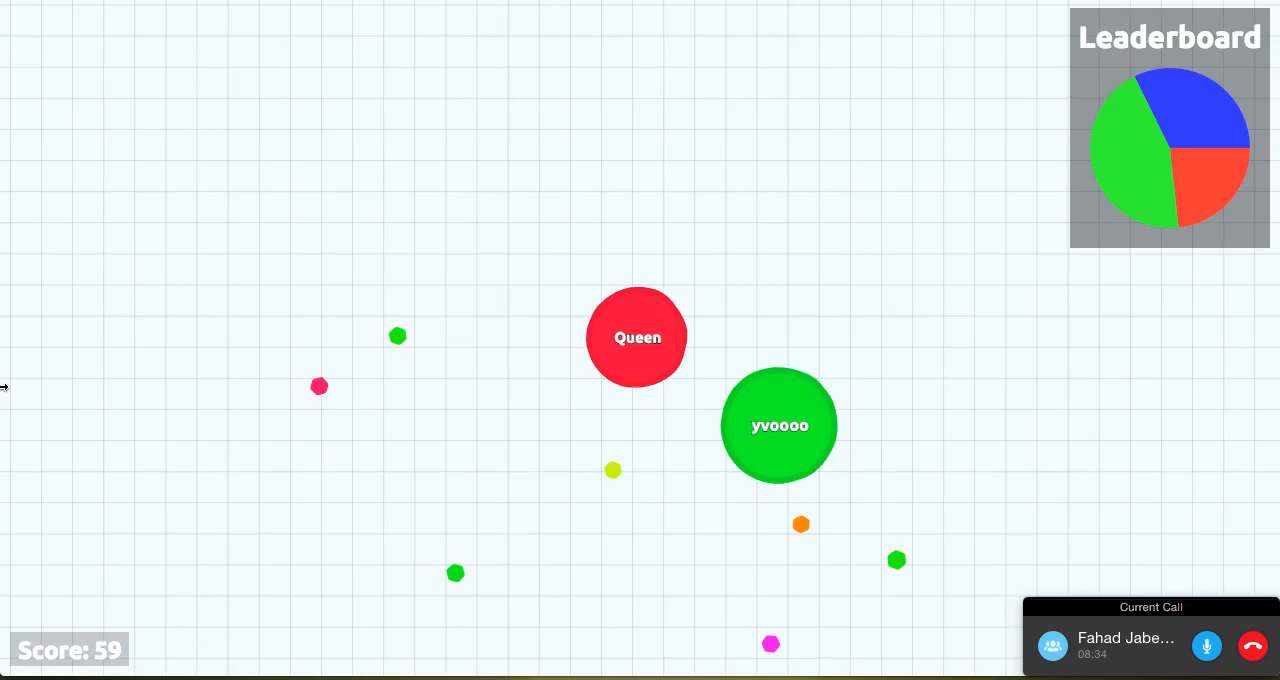 Leaderboard
Queen
yvoooo
Score: 59
Current Call
Fahad Jabe...
08:34